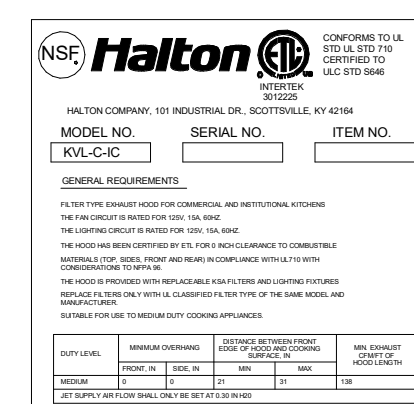 NSF
Halton
ETL
CONFORMS TO UL
STD UL STD 710
CERTIFIED TO
ULC STD S646
INTERTEK
3012225
HALTON COMPANY, 101 INDUSTRIAL DR., SCOTTSVILLE, KY 42164
MODEL NO. SERIAL NO. ITEM NO.
KVL-C-IC
GENERAL REQUIREMENTS
FILTER TYPE EXHAUST HOOD FOR COMMERCIAL AND INSTITUTIONAL KITCHENS
THE FAN CIRCUIT IS RATED FOR 125V, 15A, 60HZ.
THE LIGHTING CIRCUIT IS RATED FOR 125V, 15A, 60HZ.
THE HOOD HAS BEEN CERTIFIED BY ETL FOR 0 INCH CLEARANCE TO COMBUSTIBLE
MATERIALS (TOP, SIDES, FRONT AND REAR) IN COMPLIANCE WITH UL710 WITH
CONSIDERATIONS TO NFPA 96.
THE HOOD IS PROVIDED WITH REPLACEABLE KSA FILTERS AND LIGHTING FIXTURES
REPLACE FILTERS ONLY WITH UL CLASSIFIED FILTER TYPE OF THE SAME MODEL AND
MANUFACTURER.
SUITABLE FOR USE TO MEDIUM DUTY COOKING APPLIANCES.
DUTY LEVEL
MINIMUM OVERHANG
DISTANCE BETWEEN FRONT
EDGE OF HOOD AND COOKING
SURFACE, IN
MIN. EXHAUST
CFM/FT OF
HOOD LENGTH
FRONT, IN SIDE, IN MIN MAX
MEDIUM 0 0 21 31 138
JET SUPPLY AIR FLOW SHALL ONLY BE SET AT 0.30 IN H20